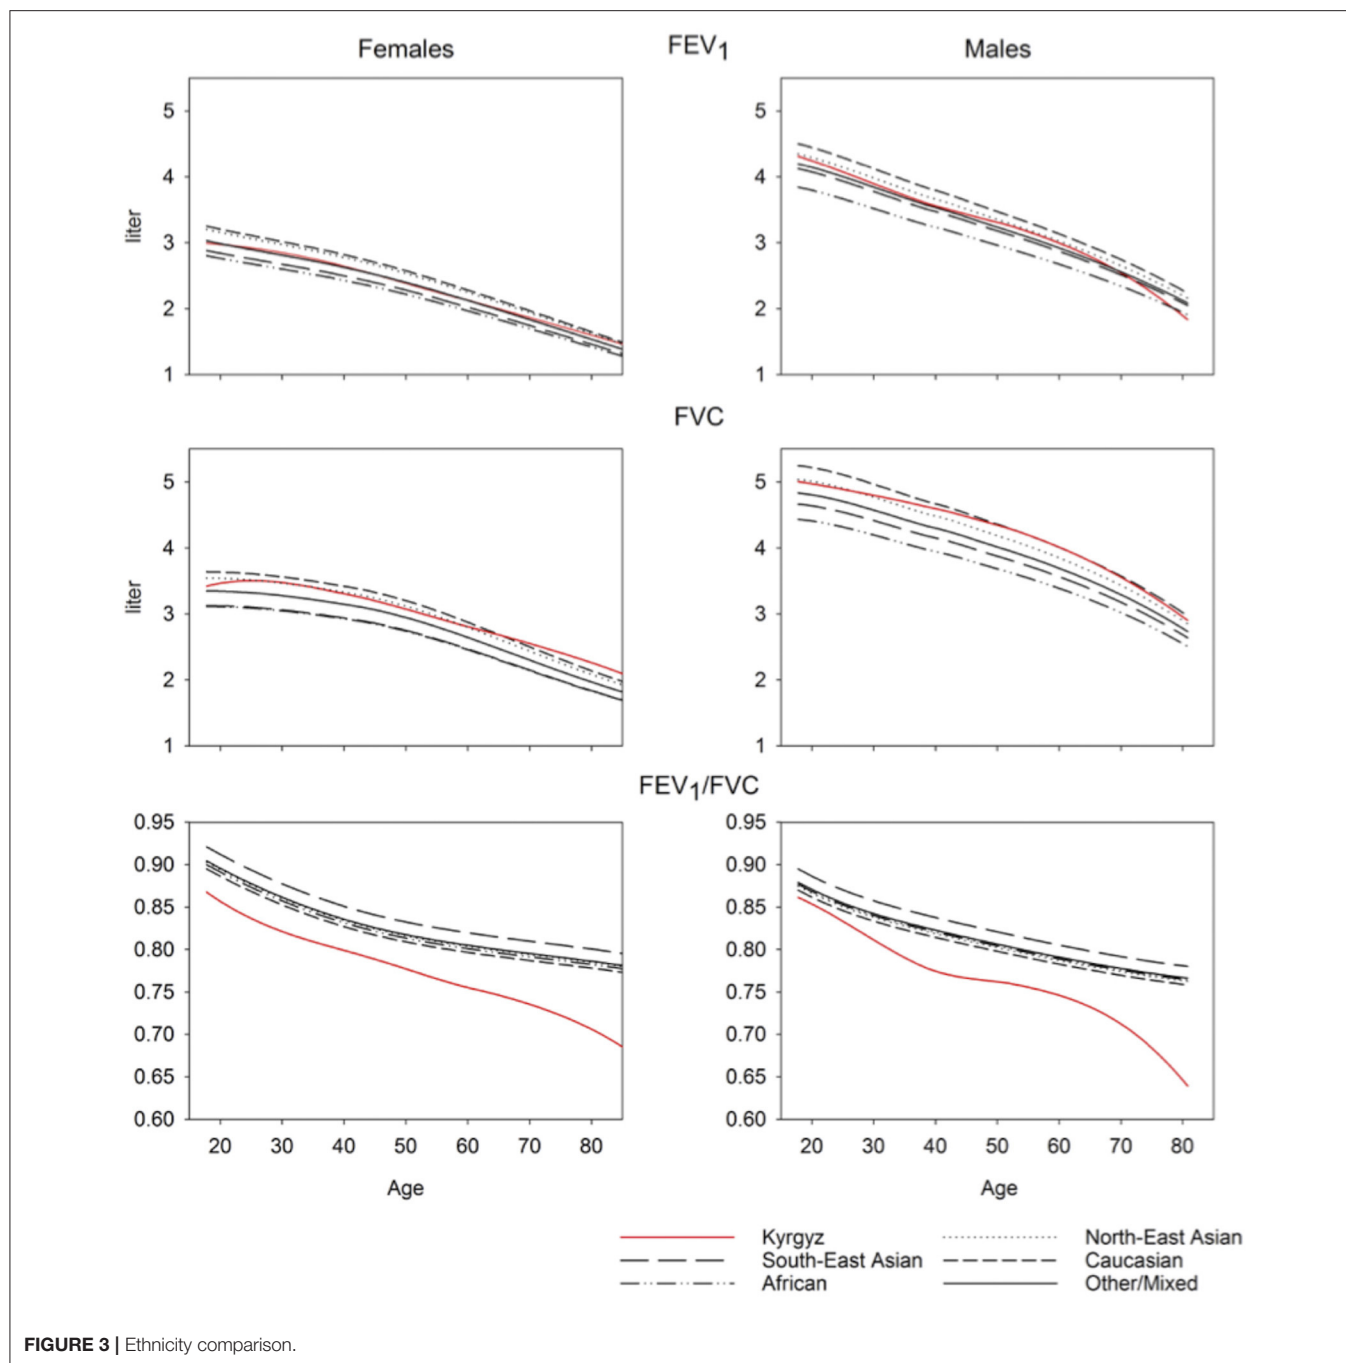 Females FEV1 Males
5
4
3
2
1
liter
5
4
3
2
1
FVC
5
4
3
2
1
liter
5
4
3
2
1
FEV1/FVC
0.95
0.90
0.85
0.80
0.75
0.70
0.65
0.60
20 30 40 50 60 70 80
Age
0.95
0.90
0.85
0.80
0.75
0.70
0.65
0.60
20 30 40 50 60 70 80
Age
Kyrgyz North-East Asian
South-East Asian Caucasian
African Other/Mixed
FIGURE 3 | Ethnicity comparison.